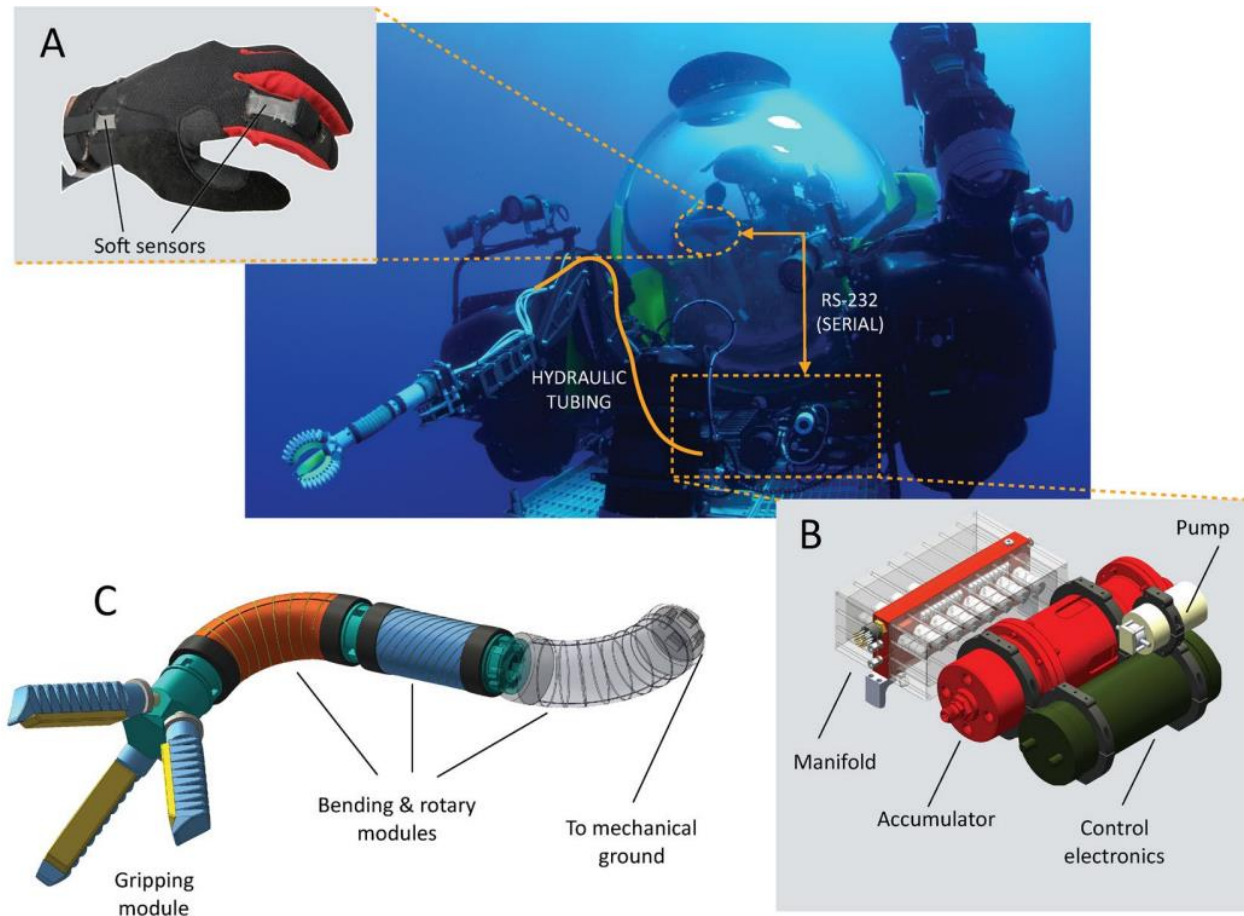 A
Soft sensors
RS-232
(SERIAL)
HYDRAULIC
TUBING
B
Pump
Manifold
Accumulator
Control
electronics
C
Bending & rotary
modules
To mechanical
ground
Gripping
module